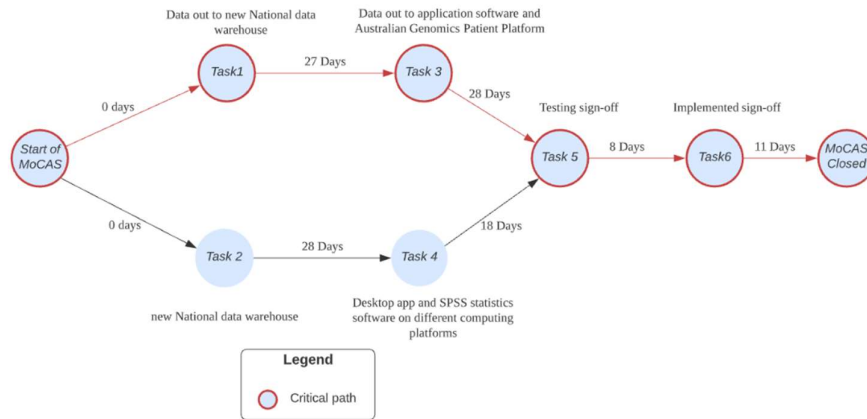 Data out to new National data
warehouse
Data out to application software and
Australian Genomics Patient Platform
Task1
27 Days
Task 3
0 days
28 Days
Testing sign-off
Implemented sign-off
Start of
MoCAS
Task 5
8 Days
Task6
11 Days
MoCAS
Closed
0 days
18 Days
Task 2
28 Days
Task 4
new National data warehouse
Desktop app and SPSS statistics
software on different computing
platforms
Legend
Critical path